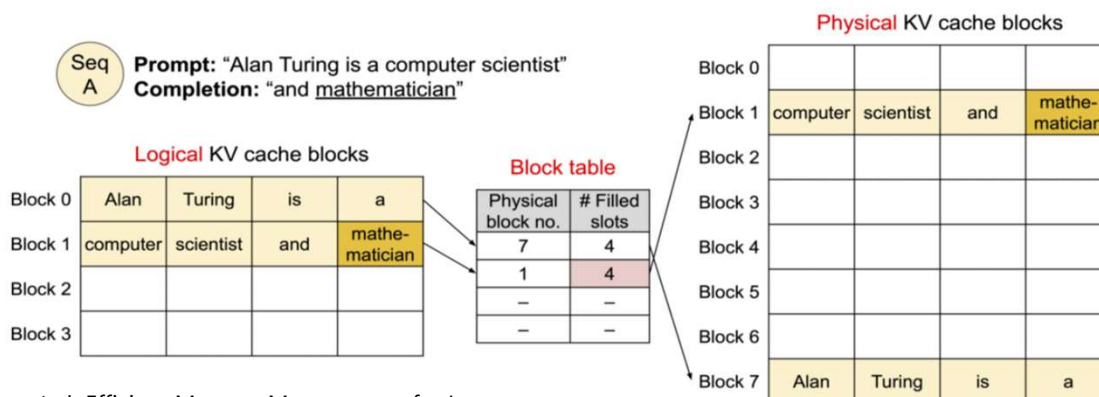 Physical KV cache blocks
Seq
A
Prompt: “Alan Turing is a computer scientist”
Completion: “and mathematician”
Logical KV cache blocks
Block 0 Alan Turing is a
Block 1 computer scientist and mathe-
matician
Block 2
Block 3
Block table
Physical
block no. # Filled
slots
7 4
1 4
– –
– –
Block 0
Block 1 computer scientist and mathe-
matician
Block 2
Block 3
Block 4
Block 5
Block 6
Block 7 Alan Turing is a